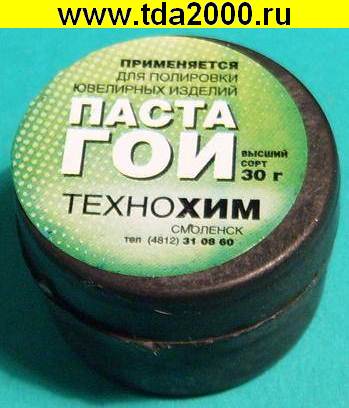 www.tda2000.ru
ПРИМЕНЯЕТСЯ
ДЛЯ ПОЛИРОВКИ
ЮВЕЛИРНЫХ ИЗДЕЛИЙ
ПАСТА
ГОИ
ВЫСШИЙ
СОРТ
30 г
ТЕХНОХИМ
СМОЛЕНСК
тел (4812) 31 08 60